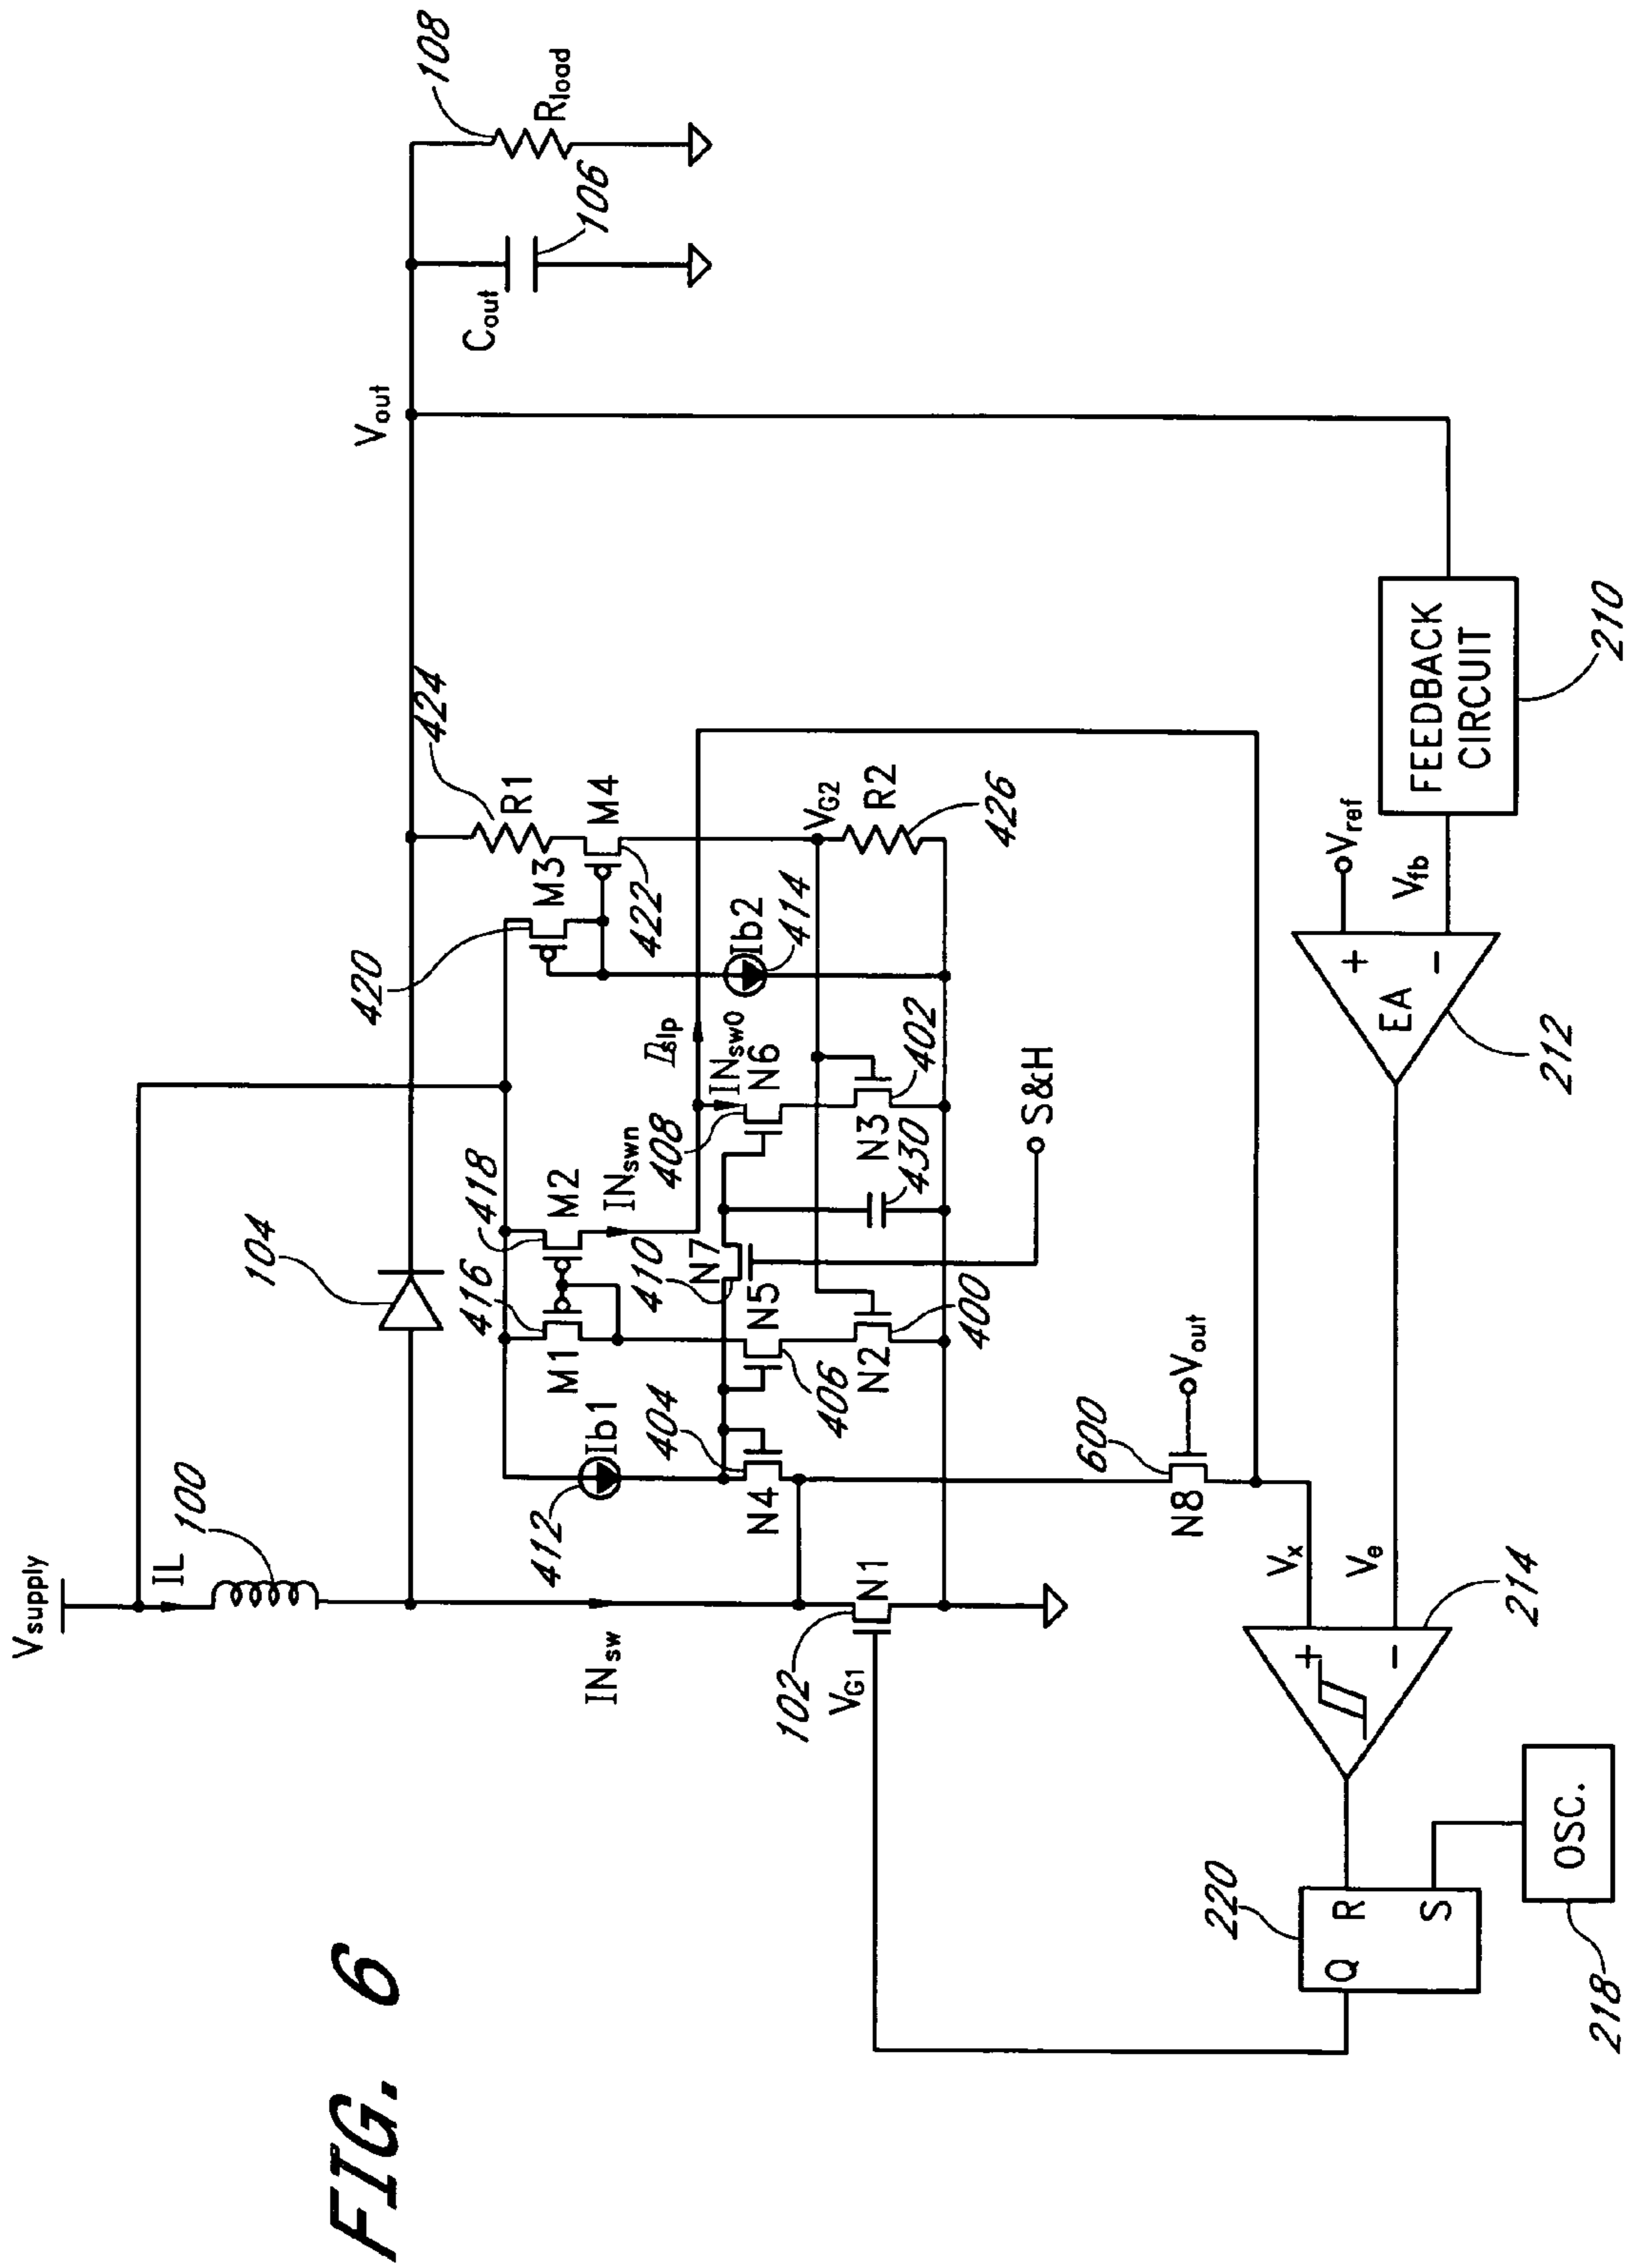 FIG. 6
Vsupply
IL
100
104
Vout
108
Rload
106
Cout
INsw
412
Ib1
416
M1
418
M2
INswn
420
M3
424
R1
M4
422
404
N4
N5
406
410
N7
408
INsw0
N6
Ib2
414
VG2
R2
426
N1
102
VG1
N2
400
430
N3
402
S&H
600
N8
Vout
Vx
Ve
214
+
−
220
Q
R
S
OSC.
218
EA
+
−
212
Vref
Vfb
FEEDBACK
CIRCUIT
210